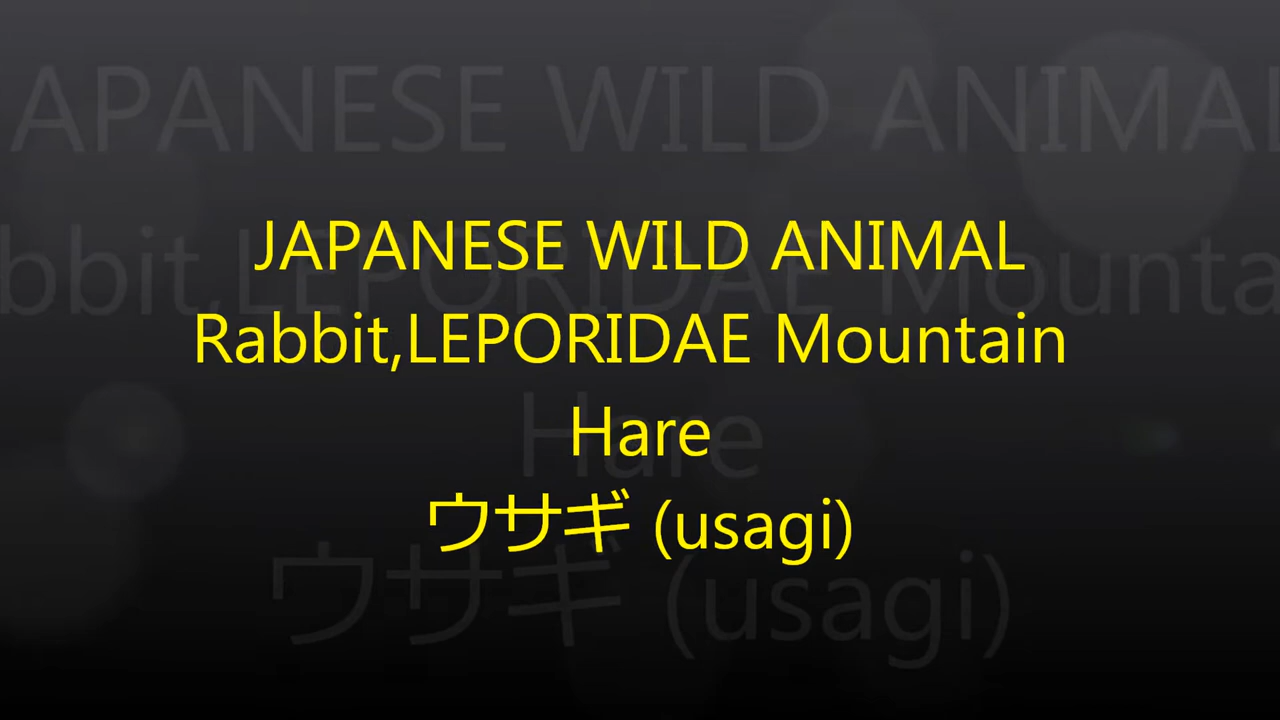 JAPANESE WILD ANIMAL
Rabbit,LEPORIDAE Mountain
Hare
ウサギ (usagi)